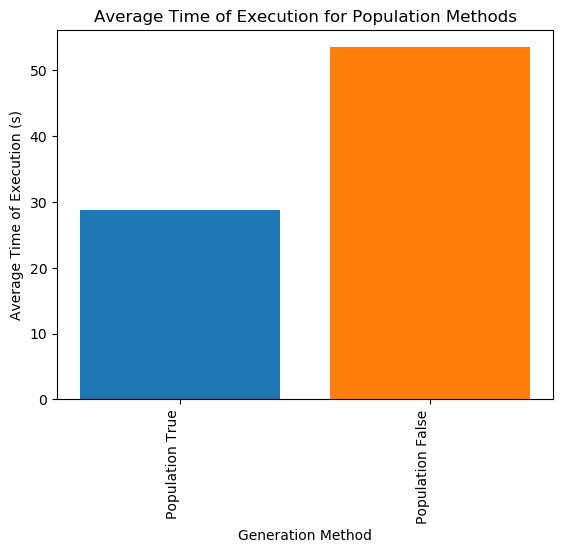 Average Time of Execution for Population Methods
Average Time of Execution (s)
50
40
30
20
10
0
Population True
Population False
Generation Method